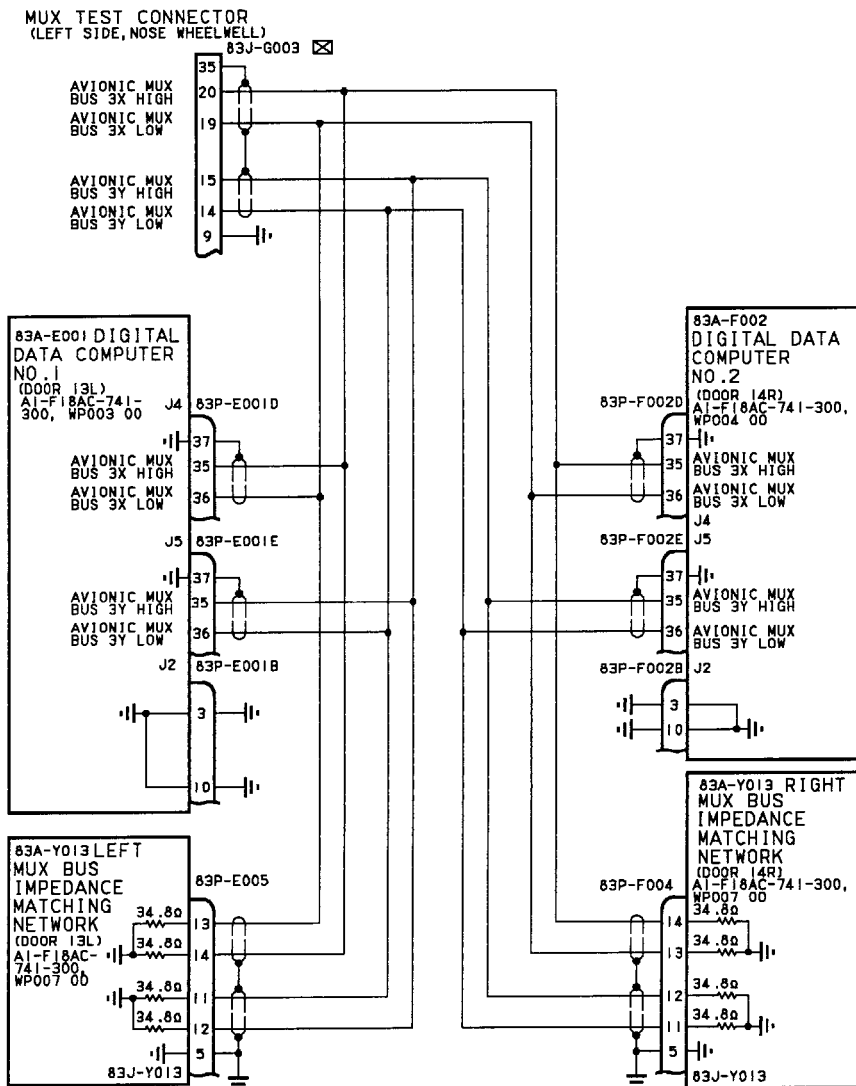 MUX TEST CONNECTOR
(LEFT SIDE, NOSE WHEELWELL)
83J-G003
35
AVIONIC MUX
BUS 3X HIGH
20
AVIONIC MUX
BUS 3X LOW
19
AVIONIC MUX
BUS 3Y HIGH
15
AVIONIC MUX
BUS 3Y LOW
14
9
83A-E001 DIGITAL
DATA COMPUTER
NO.1
(DOOR 13L)
A1-F18AC-741-
300, WP003 00
J4
83P-E001D
37
AVIONIC MUX
BUS 3X HIGH
35
AVIONIC MUX
BUS 3X LOW
36
J5
83P-E001E
37
AVIONIC MUX
BUS 3Y HIGH
35
AVIONIC MUX
BUS 3Y LOW
36
J2
83P-E001B
3
10
83A-F002
DIGITAL DATA
COMPUTER
NO.2
(DOOR 14R)
A1-F18AC-741-300,
WP004 00
83P-F002D
37
35
AVIONIC MUX
BUS 3X HIGH
36
AVIONIC MUX
BUS 3X LOW
J4
83P-F002E
J5
37
35
AVIONIC MUX
BUS 3Y HIGH
36
AVIONIC MUX
BUS 3Y LOW
83P-F002B
J2
3
10
83A-Y013 LEFT
MUX BUS
IMPEDANCE
MATCHING
NETWORK
(DOOR 13L)
A1-F18AC-
741-300,
WP007 00
83P-E005
34.8Ω
13
34.8Ω
14
34.8Ω
11
34.8Ω
12
5
83J-Y013
83A-Y013 RIGHT
MUX BUS
IMPEDANCE
MATCHING
NETWORK
(DOOR 14R)
A1-F18AC-741-300,
WP007 00
83P-F004
34.8Ω
14
34.8Ω
13
34.8Ω
12
34.8Ω
11
5
83J-Y013